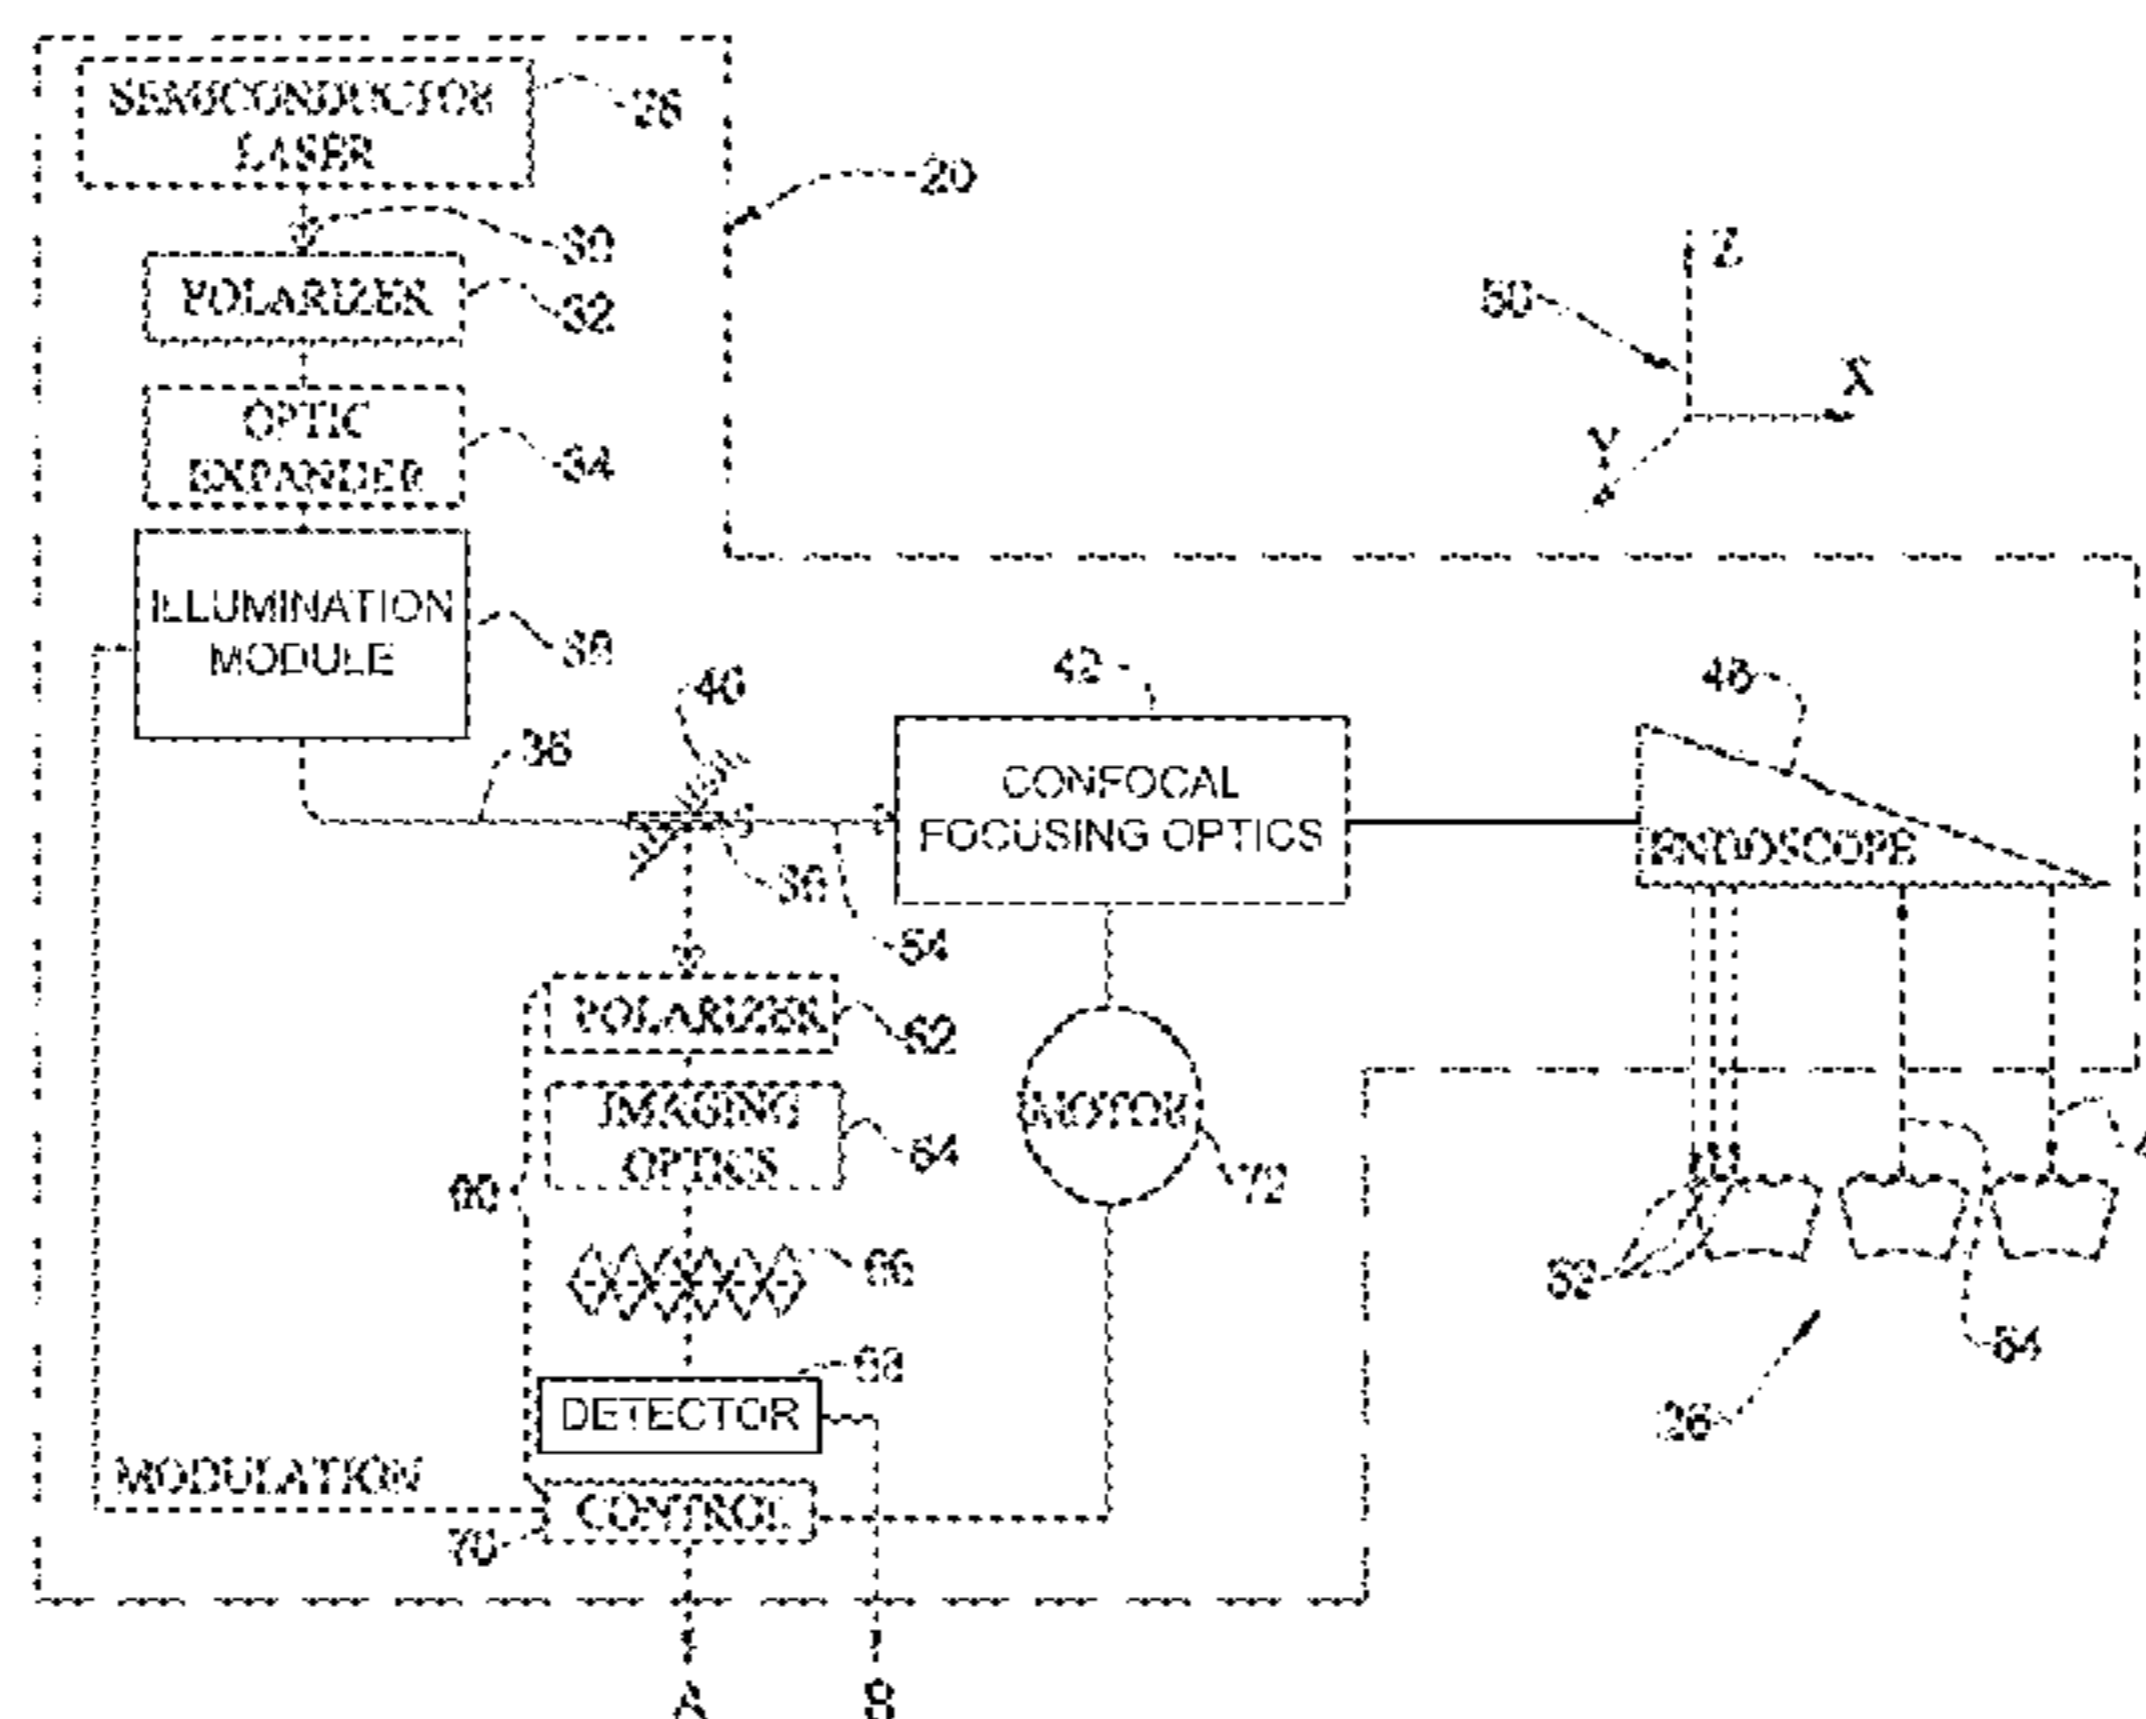 SEMICONDUCTOR
LASER
28
20
30
POLARIZER
32
Z
50
X
OPTIC
EXPANDER
34
Y
ILLUMINATION
MODULE
38
46
42
46
36
CONFOCAL
FOCUSING OPTICS
ENDOSCOPE
36
54
POLARIZER
62
IMAGING
OPTICS
64
MOTOR
72
60
66
52
54
68
DETECTOR
26
MODULATION
CONTROL
70
A
B